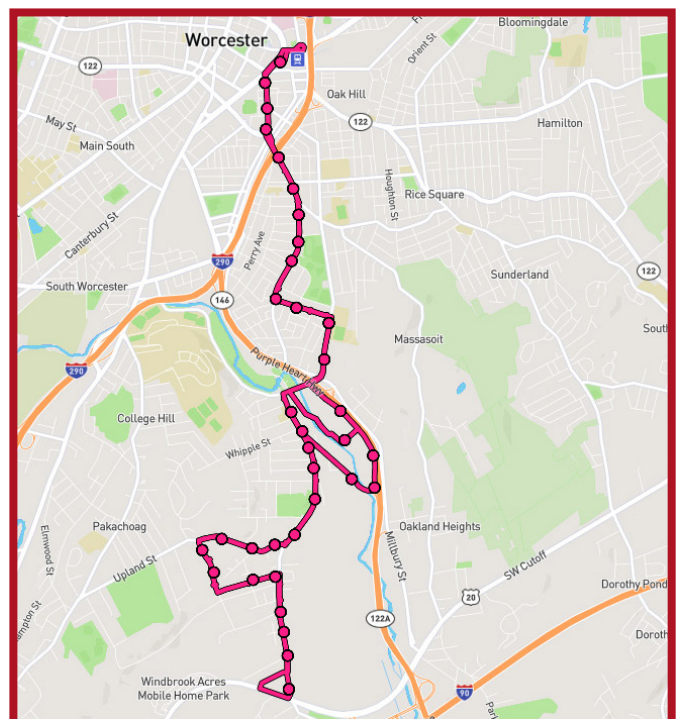 Bloomingdale
Worcester
Orient St
122
Oak Hill
122
May St
Hamilton
Main South
Houghton St
Rice Square
Canterbury St
Perry Ave
290
122
Sunderland
South Worcester
146
Massasoit
290
Purple Heart
College Hill
Whipple St
Pakachoag
Oakland Heights
Elmwood St
Upland St
Millbury St
SW Cutoff
20
Dorothy Pond
122A
Windbrook Acres
Mobile Home Park
90